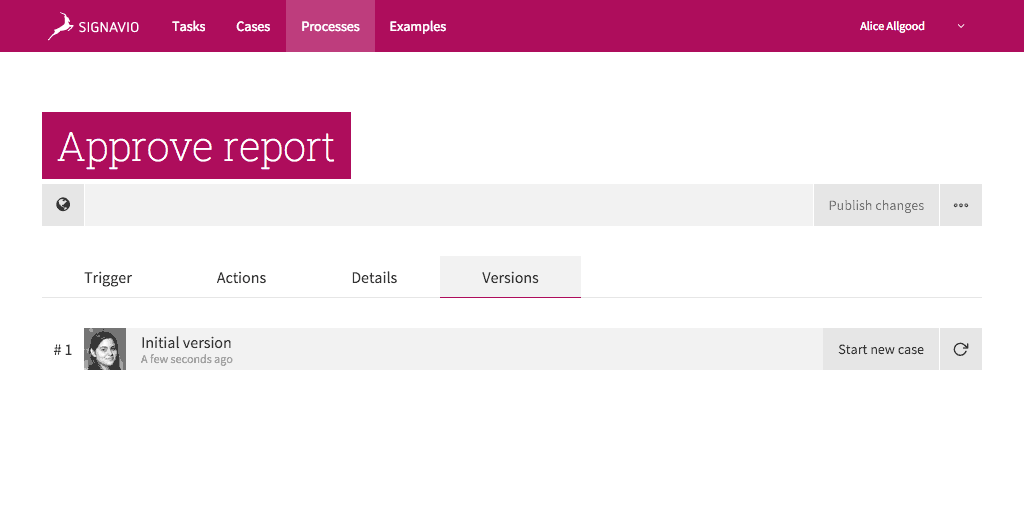 SIGNAVIO Tasks Cases Processes Examples Alice Allgood
Approve report
Publish changes
Trigger Actions Details Versions
# 1 Initial version Start new case
A few seconds ago